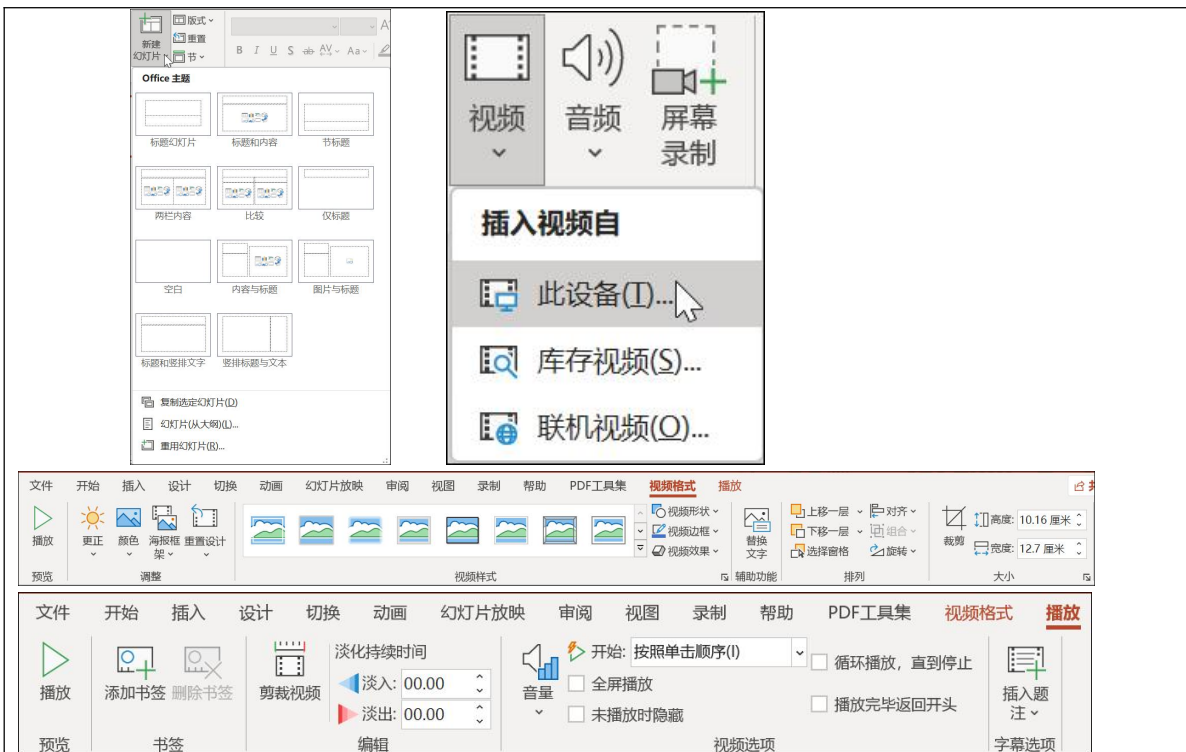 新建
幻灯片
版式
重置
节
B I U S ab AV Aa
Office 主题
标题幻灯片 标题和内容 节标题
两栏内容 比较 仅标题
空白 内容与标题 图片与标题
标题和竖排文字 竖排标题与文本
复制选定幻灯片(D)
幻灯片(从大纲)(L)...
重用幻灯片(R)...
视频 音频 屏幕
录制
插入视频自
此设备(T)...
库存视频(S)...
联机视频(O)...
文件 开始 插入 设计 切换 动画 幻灯片放映 审阅 视图 录制 帮助 PDF工具集 视频格式 播放
播放 更正 颜色 海报框架 重置设计
视频形状
视频边框
视频效果
替换
文字
上移一层 对齐
下移一层 组合
选择窗格 旋转
裁剪
高度: 10.16 厘米
宽度: 12.7 厘米
预览 调整 视频样式 辅助功能 排列 大小
文件 开始 插入 设计 切换 动画 幻灯片放映 审阅 视图 录制 帮助 PDF工具集 视频格式 播放
播放 添加书签 删除书签 剪裁视频
淡化持续时间
淡入: 00.00
淡出: 00.00
音量
开始: 按照单击顺序(I)
全屏播放
未播放时隐藏
循环播放，直到停止
播放完毕返回开头
插入题
注
预览 书签 编辑 视频选项 字幕选项